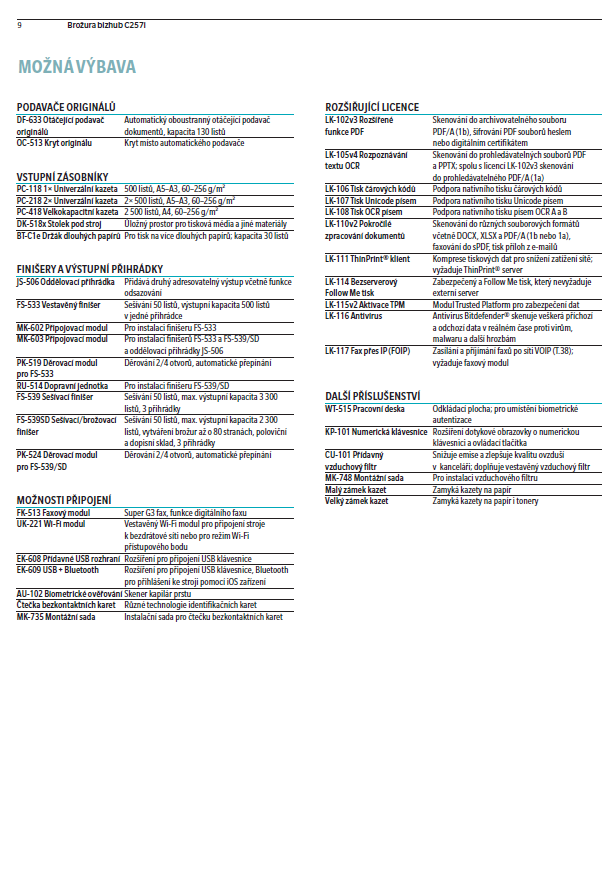 9 Brožura bizhub C257i
MOŽNÁ VÝBAVA
PODAVAČE ORIGINÁLŮ
DF-633 Otáčející podavač Automatický oboustranný otáčející podavač
originálů dokumentů, kapacita 130 listů
OC-513 Kryt originálu Kryt místo automatického podavače
VSTUPNÍ ZÁSOBNÍKY
PC-118 1× Univerzální kazeta 500 listů, A5–A3, 60–256 g/m²
PC-218 2× Univerzální kazeta 2× 500 listů, A5–A3, 60–256 g/m²
PC-418 Velkokapacitní kazeta 2 500 listů, A4, 60–256 g/m²
DK-518x Stolek pod stroj Úložný prostor pro tisková média a jiné materiály
BT-C1e Držák dlouhých papírů Pro tisk na více dlouhých papírů; kapacita 30 listů
FINIŠERY A VÝSTUPNÍ PŘIHRÁDKY
JS-506 Oddělovací přihrádka Přidává druhý adresovatelný výstup včetně funkce
odsazování
FS-533 Vestavěný finišer Sešívání 50 listů, výstupní kapacita 500 listů
v jedné přihrádce
MK-602 Připojovací modul Pro instalaci finišeru FS-533
MK-603 Připojovací modul Pro instalaci finišeru FS-533 a FS-539/SD
a oddělovací přihrádky JS-506
PK-519 Děrovací modul Děrování 2/4 otvorů, automatické přepínání
pro FS-533
RU-514 Dopravní jednotka Pro instalaci finišeru FS-539/SD
FS-539 Sešívací finišer Sešívání 50 listů, max. výstupní kapacita 3 300
listů, 3 přihrádky
FS-539SD Sešívací/brožovací Sešívání 50 listů, max. výstupní kapacita 2 300
finišer listů, vytváření brožur až o 80 stranách, poloviční
a dopisní sklad, 3 přihrádky
PK-524 Děrovací modul Děrování 2/4 otvorů, automatické přepínání
pro FS-539/SD
MOŽNOSTI PŘIPOJENÍ
FK-513 Faxový modul Super G3 fax, funkce digitálního faxu
UK-221 Wi-Fi modul Vestavěný Wi-Fi modul pro připojení stroje
k bezdrátové síti nebo pro režim Wi-Fi
přístupového bodu
EK-608 Přídavné USB rozhraní Rozšíření pro připojení USB klávesnice
EK-609 USB + Bluetooth Rozšíření pro připojení USB klávesnice, Bluetooth
pro přihlášení ke stroji pomocí iOS zařízení
AU-102 Biometrické ověřování Skener kapilár prstu
Čtečka bezkontaktních karet Různé technologie identifikačních karet
MK-735 Montážní sada Instalační sada pro čtečku bezkontaktních karet
ROZŠIŘUJÍCÍ LICENCE
LK-102v3 Rozšířené Skenování do archivovatelného souboru
funkce PDF PDF/A (1b), šifrování PDF souborů heslem
nebo digitálním certifikátem
LK-105v4 Rozpoznávání Skenování do prohledávatelných souborů PDF
textu OCR a PPTX; spolu s licencí LK-102v3 skenování
do prohledávatelného PDF/A (1a)
LK-106 Tisk čárových kódů Podpora nativního tisku čárových kódů
LK-107 Tisk Unicode písem Podpora nativního tisku Unicode písem
LK-108 Tisk OCR písem Podpora nativního tisku písem OCR A a B
LK-110v2 Pokročilé Skenování do různých souborových formátů
zpracování dokumentů včetně DOCX, XLSX a PDF/A (1b nebo 1a),
faxování do sPDF, tisk příloh z e-mailů
LK-111 ThinPrint® klient Komprese tiskových dat pro snížení zatížení sítě;
vyžaduje ThinPrint® server
LK-114 Bezserverový Zabezpečený a Follow Me tisk, který nevyžaduje
Follow Me tisk externí server
LK-115v2 Aktivace TPM Modul Trusted Platform pro zabezpečení dat
LK-116 Antivirus Antivirus Bitdefender® skenuje veškerá příchozí
a odchozí data v reálném čase proti virům,
malwaru a další hrozbám
LK-117 Fax přes IP (FOIP) Zasílání a přijímání faxů po síti VOIP (T.38);
vyžaduje faxový modul
DALŠÍ PŘÍSLUŠENSTVÍ
WT-515 Pracovní deska Odkládací plocha; pro umístění biometrické
autentizace
KP-101 Numerická klávesnice Rozšíření dotykové obrazovky o numerickou
klávesnici a ovládací tlačítka
CU-101 Přídavný Snižuje emise a zlepšuje kvalitu ovzduší
vzduchový filtr v kanceláři; doplňuje vestavěný vzduchový filtr
MK-748 Montážní sada Pro instalaci vzduchového filtru
Malý zámek kazet Zamyká kazety na papír
Velký zámek kazet Zamyká kazety na papír i tonery